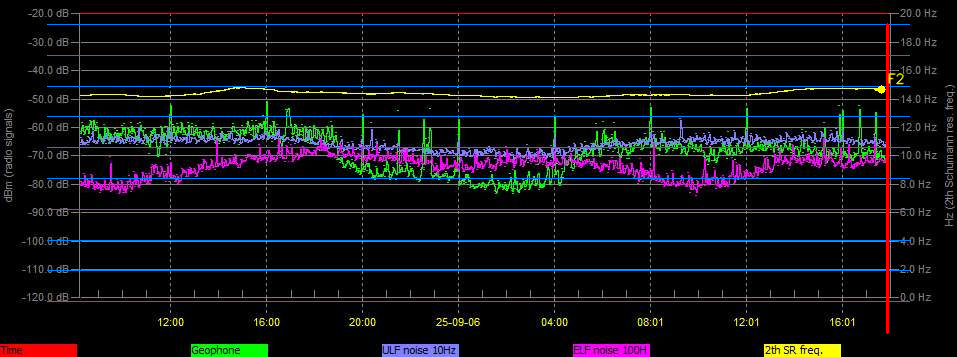 -20.0 dB 20.0 Hz
-30.0 dB 18.0 Hz
-40.0 dB 16.0 Hz
F2
-50.0 dB 14.0 Hz
-60.0 dB 12.0 Hz
-70.0 dB 10.0 Hz
-80.0 dB 8.0 Hz
-90.0 dB 6.0 Hz
-100.0 dB 4.0 Hz
-110.0 dB 2.0 Hz
-120.0 dB 0.0 Hz
dBm (radio signals)
Hz (2th Schumann res. freq.)
12:00 16:00 20:00 25-09-06 04:00 08:01 12:01 16:01
Time Geophone ULF noise 10Hz ELF noise 100H 2th SR freq.